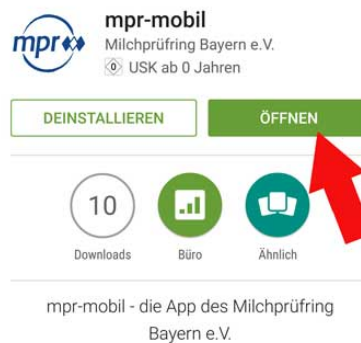 mpr
mpr-mobil
Milchprüfring Bayern e.V.
0 USK ab 0 Jahren
DEINSTALLIEREN
ÖFFNEN
10
Downloads
Büro
Ähnlich
mpr-mobil - die App des Milchprüfring
Bayern e.V.